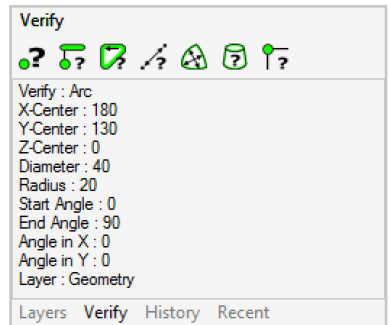 Verify
Verify : Arc
X-Center : 180
Y-Center : 130
Z-Center : 0
Diameter : 40
Radius : 20
Start Angle : 0
End Angle : 90
Angle in X : 0
Angle in Y : 0
Layer : Geometry
Layers Verify History Recent